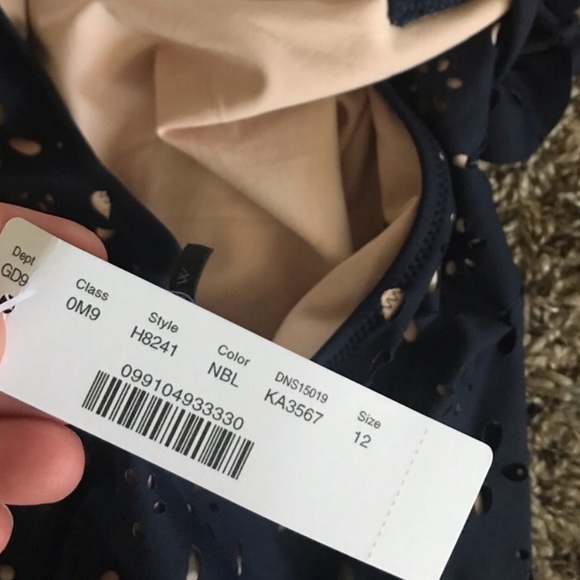 Dept
GD9
Class
0M9
Style
H8241
Color
NBL
DNS15019
KA3567
Size
12
099104933330
W